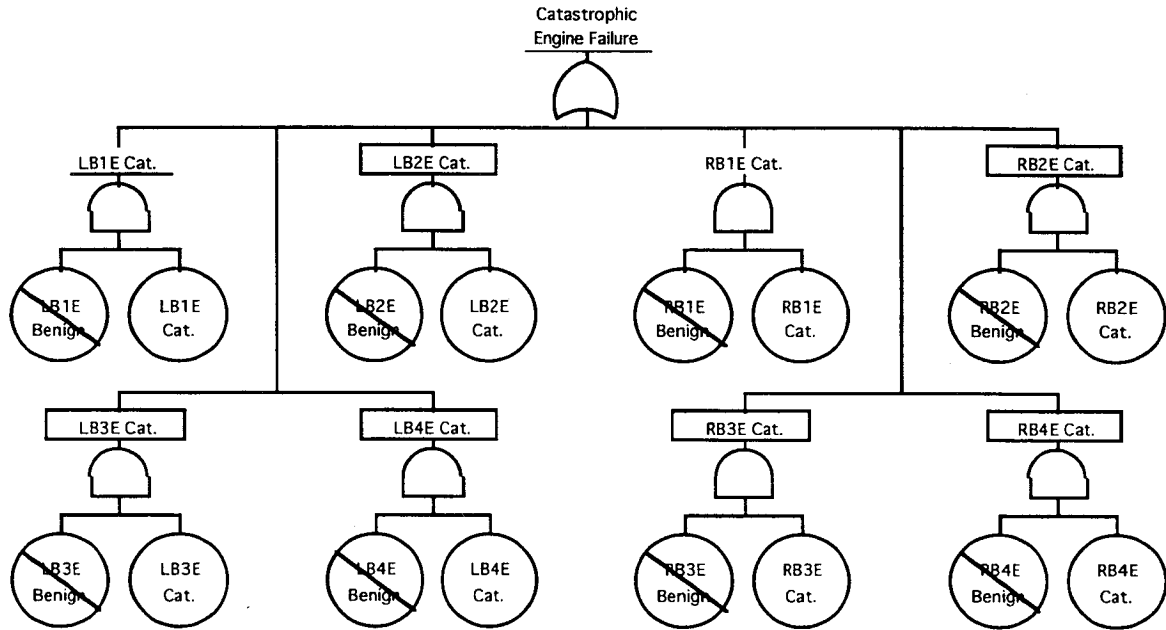 Catastrophic
Engine Failure
LB1E Cat.
LB2E Cat.
RB1E Cat.
RB2E Cat.
LB1E
Benign
LB1E
Cat.
LB2E
Benign
LB2E
Cat.
RB1E
Benign
RB1E
Cat.
RB2E
Benign
RB2E
Cat.
LB3E Cat.
LB4E Cat.
RB3E Cat.
RB4E Cat.
LB3E
Benign
LB3E
Cat.
LB4E
Benign
LB4E
Cat.
RB3E
Benign
RB3E
Cat.
RB4E
Benign
RB4E
Cat.